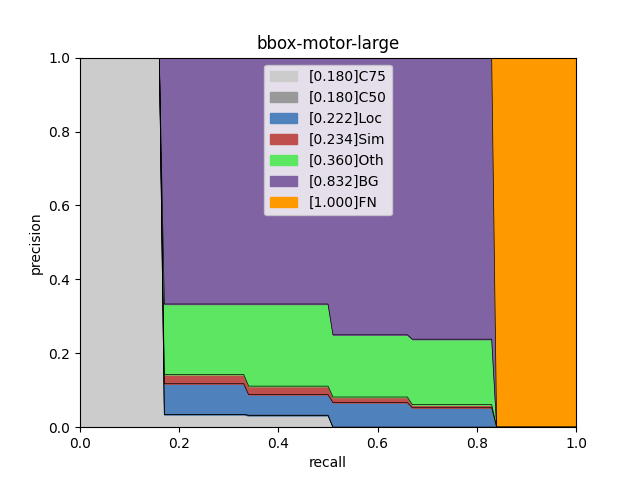 bbox-motor-large
1.0
0.8
0.6
0.4
0.2
0.0
precision
[0.180]C75
[0.180]C50
[0.222]Loc
[0.234]Sim
[0.360]Oth
[0.832]BG
[1.000]FN
0.0 0.2 0.4 0.6 0.8 1.0
recall